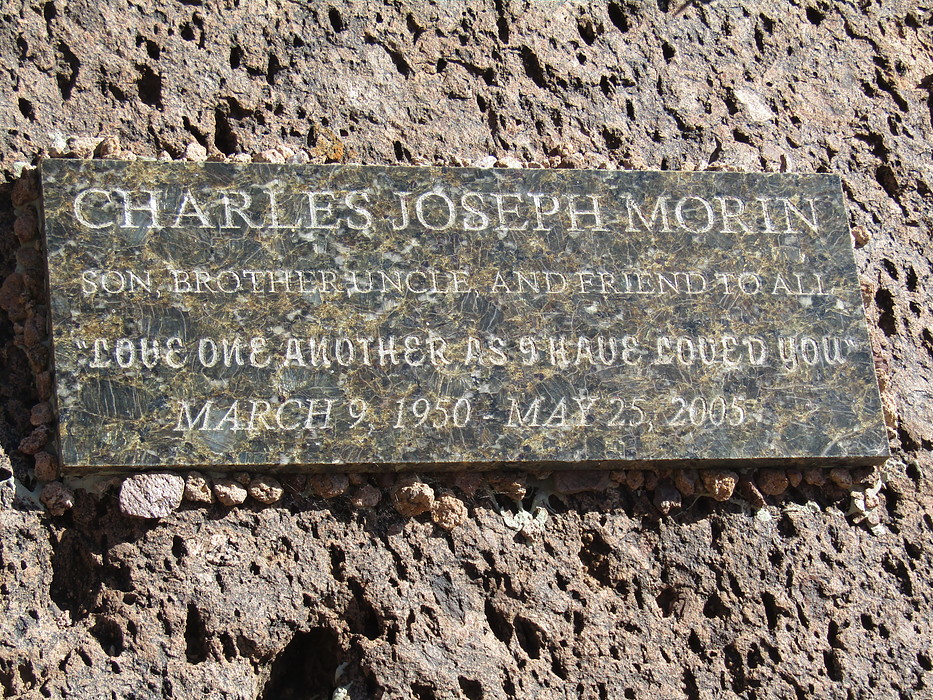 CHARLES JOSEPH MORIN
SON, BROTHER, UNCLE, AND FRIEND TO ALL
"LOVE ONE ANOTHER AS I HAVE LOVED YOU"
MARCH 9, 1950 - MAY 25, 2005